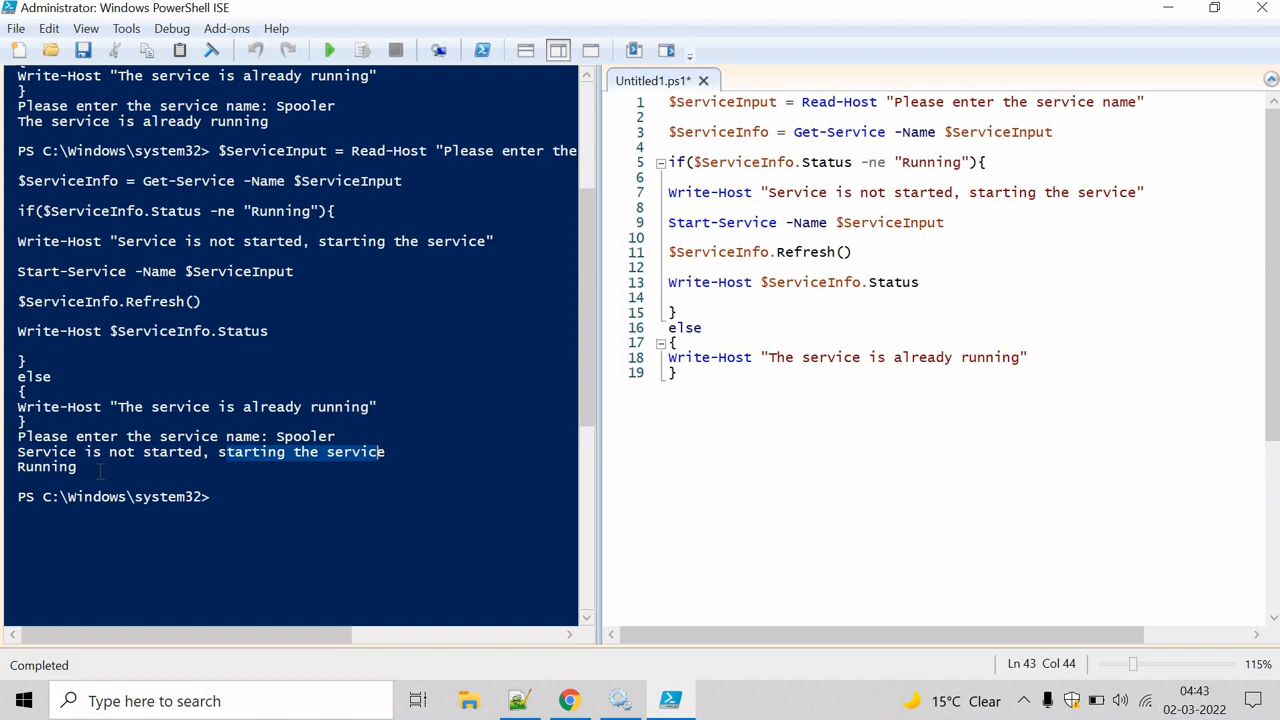 Administrator: Windows PowerShell ISE
File Edit View Tools Debug Add-ons Help
Write-Host "The service is already running"
}
Please enter the service name: Spooler
The service is already running
PS C:\Windows\system32> $ServiceInput = Read-Host "Please enter the
$ServiceInfo = Get-Service -Name $ServiceInput
if($ServiceInfo.Status -ne "Running"){
Write-Host "Service is not started, starting the service"
Start-Service -Name $ServiceInput
$ServiceInfo.Refresh()
Write-Host $ServiceInfo.Status
}
else
{
Write-Host "The service is already running"
}
Please enter the service name: Spooler
Service is not started, starting the service
Running
PS C:\Windows\system32>
Untitled1.ps1*
1 $ServiceInput = Read-Host "Please enter the service name"
2
3 $ServiceInfo = Get-Service -Name $ServiceInput
4
5 if($ServiceInfo.Status -ne "Running"){
6
7 Write-Host "Service is not started, starting the service"
8
9 Start-Service -Name $ServiceInput
10
11 $ServiceInfo.Refresh()
12
13 Write-Host $ServiceInfo.Status
14
15 }
16 else
17 {
18 Write-Host "The service is already running"
19 }
Completed
Ln 43 Col 44
115%
Type here to search
15°C Clear
04:43
02-03-2022